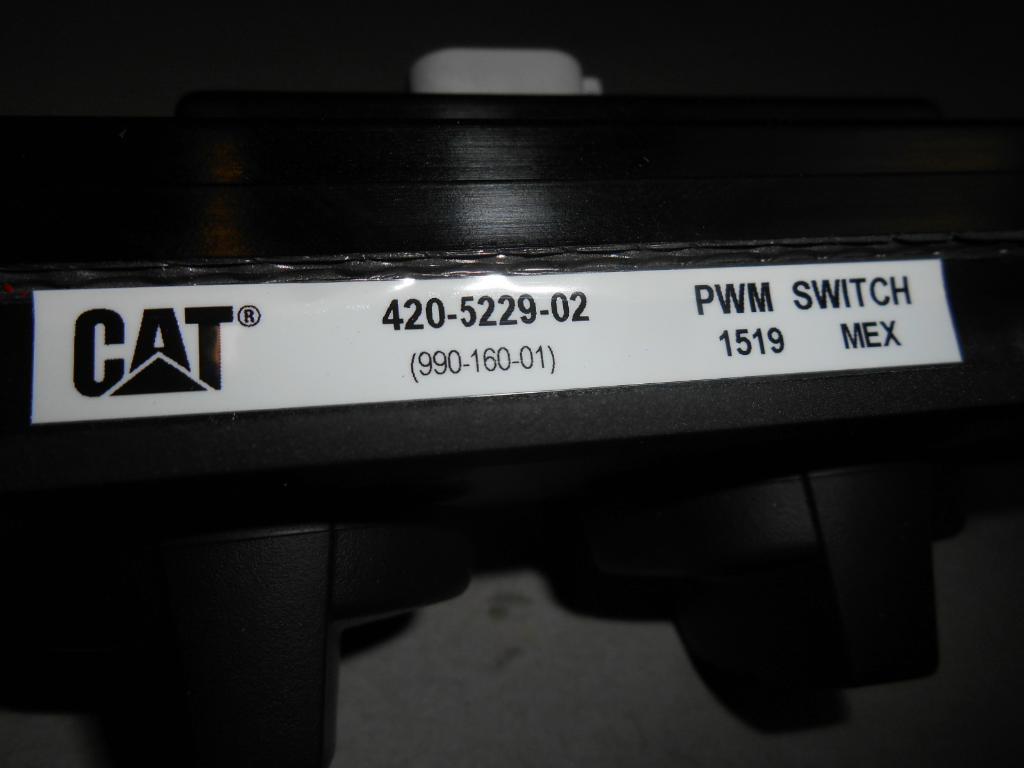 CAT®
420-5229-02
(990-160-01)
PWM SWITCH
1519 MEX